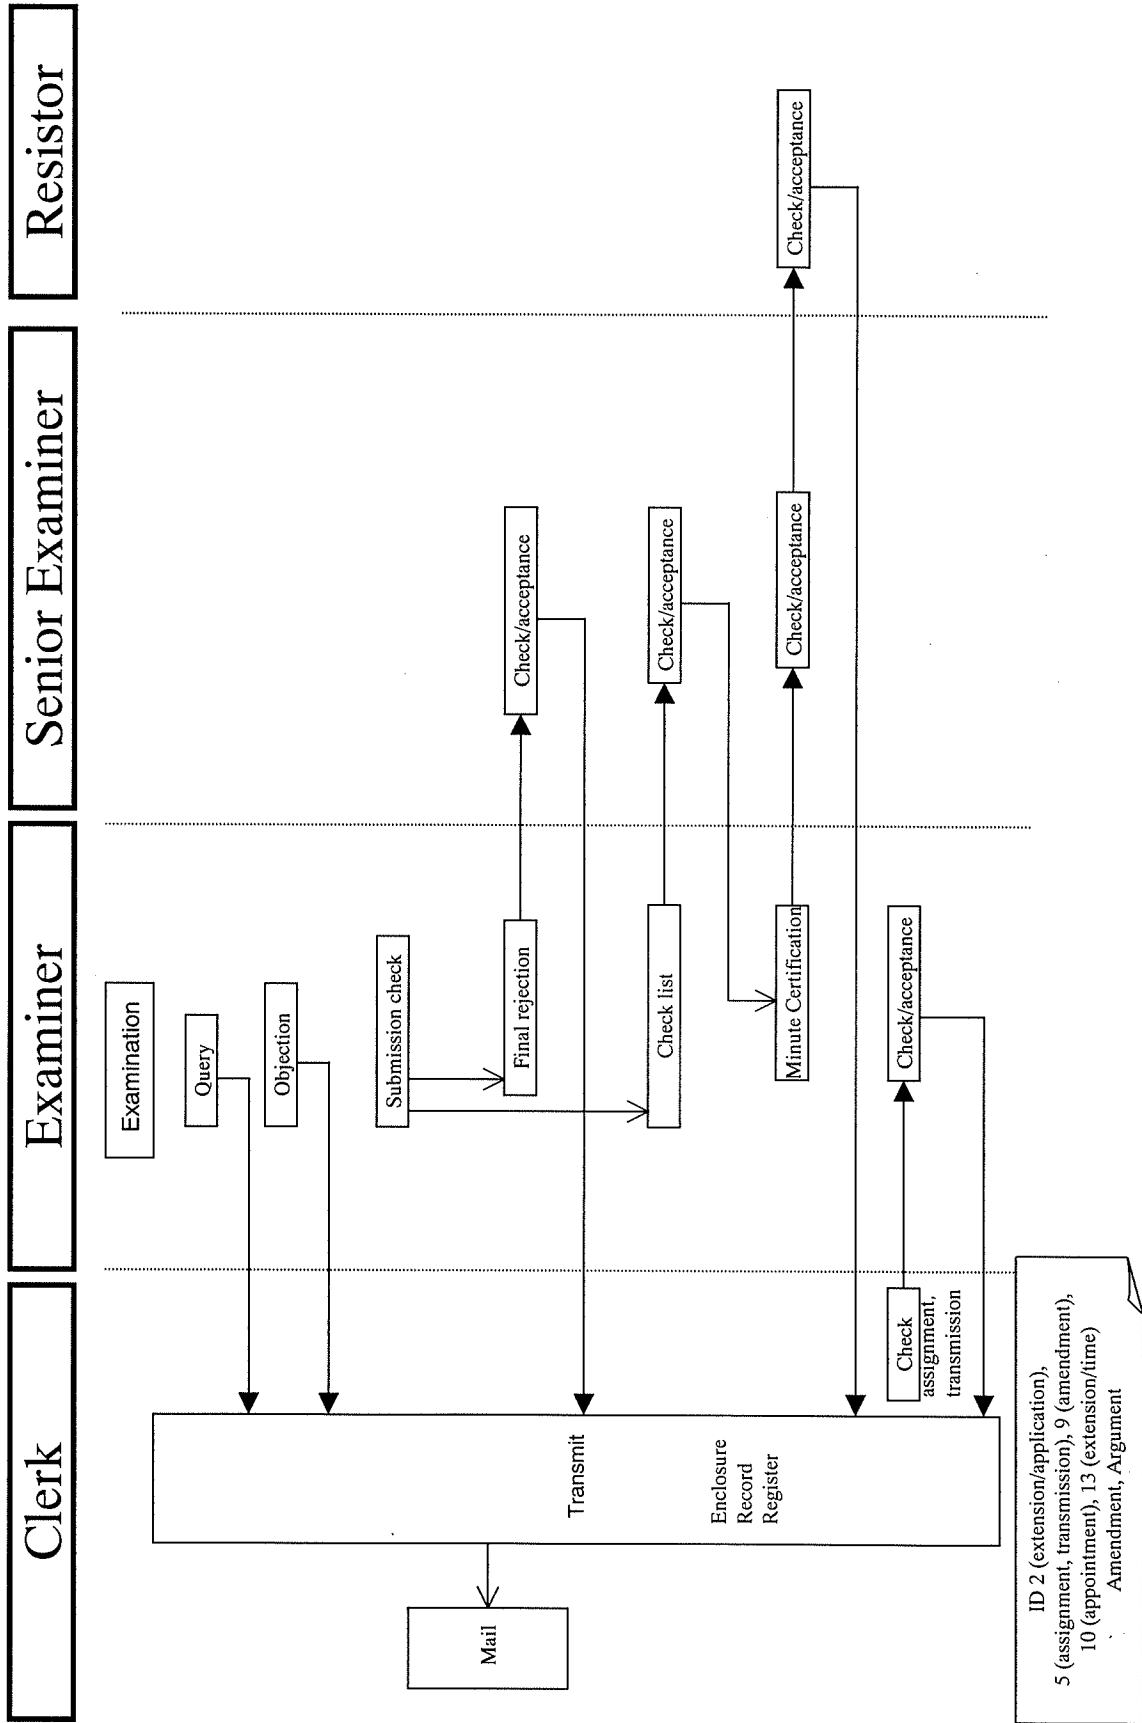 Clerk
Examiner
Senior Examiner
Resistor
Examination
Query
Objection
Submission check
Final rejection
Check/acceptance
Check list
Check/acceptance
Minute Certification
Check/acceptance
Check/acceptance
Check
assignment,
transmission
Check/acceptance
Transmit
Enclosure
Record
Register
Mail
ID 2 (extension/application),
5 (assignment, transmission), 9 (amendment),
10 (appointment), 13 (extension/time)
Amendment, Argument